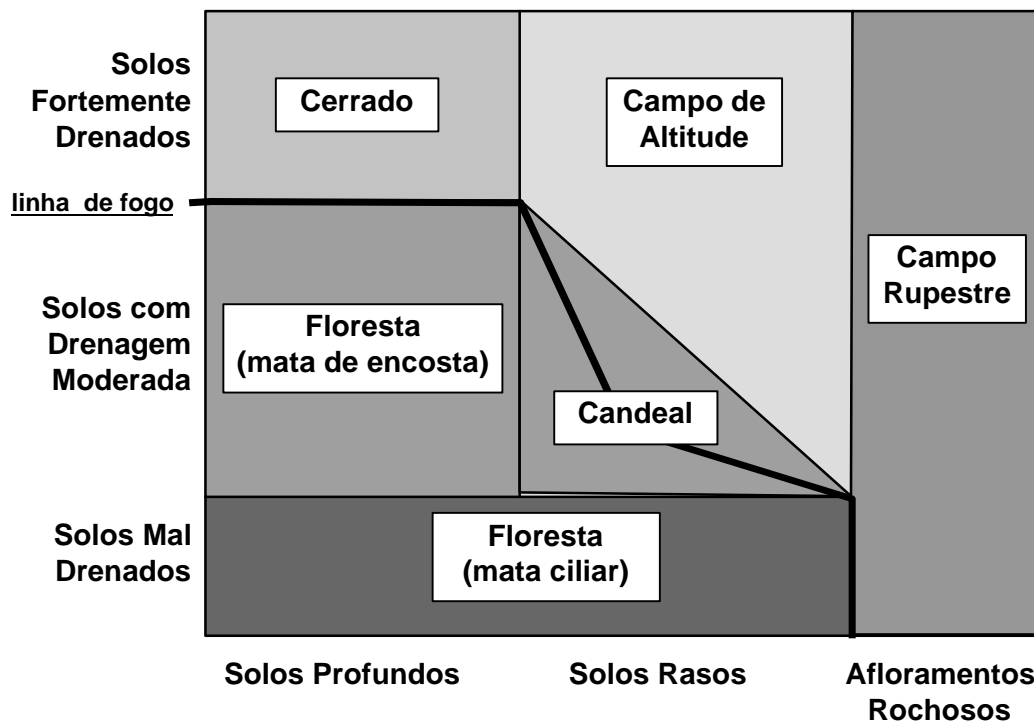 Solos
Fortemente
Drenados
Cerrado
Campo de
Altitude
linha de fogo
Campo
Rupestre
Solos com
Drenagem
Moderada
Floresta
(mata de encosta)
Candeal
Solos Mal
Drenados
Floresta
(mata ciliar)
Solos Profundos
Solos Rasos
Afloramentos
Rochosos